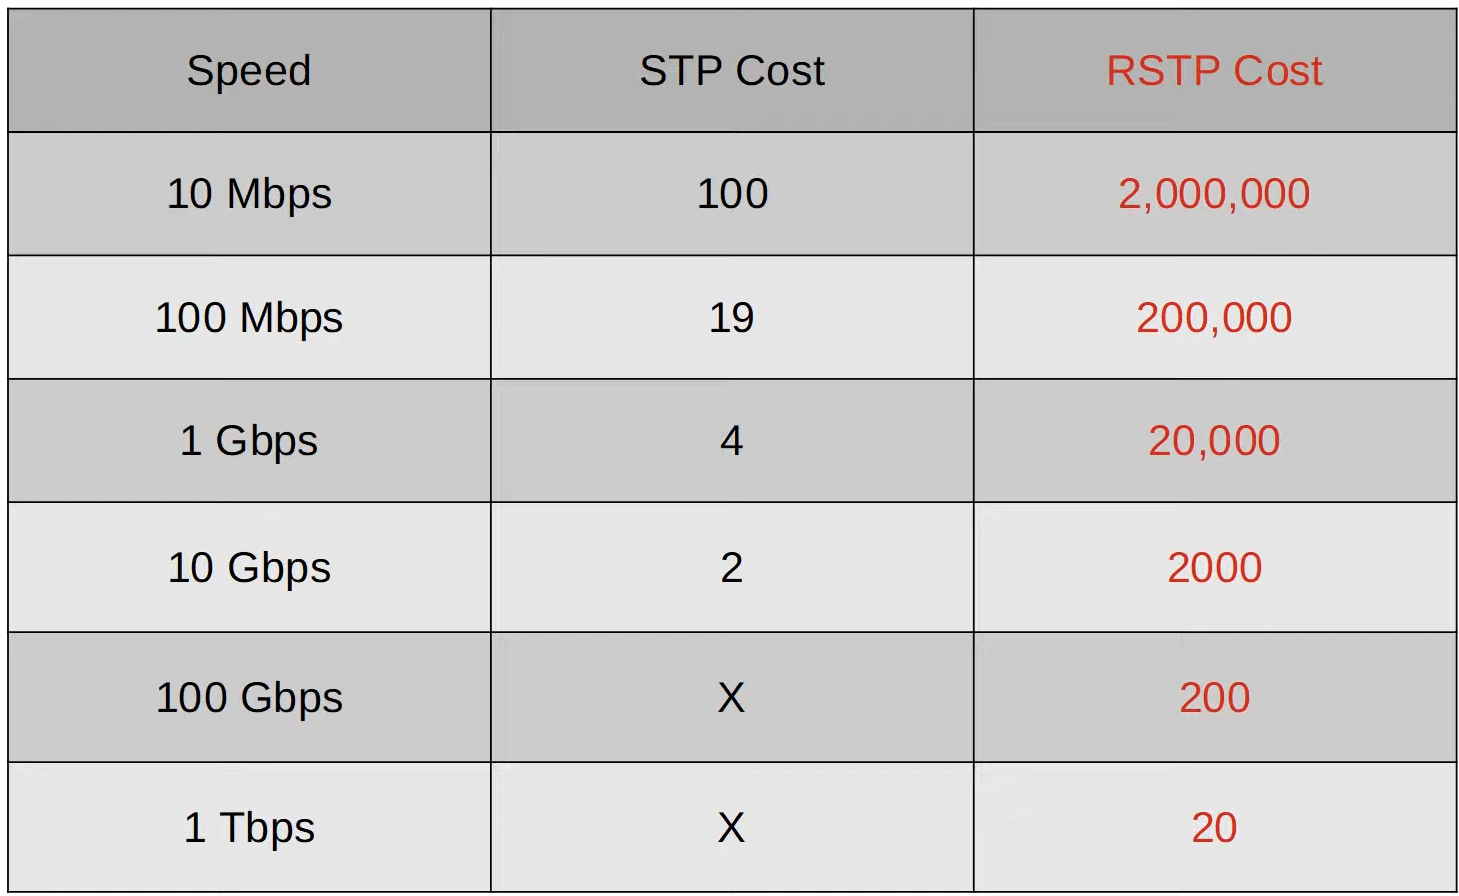 Speed STP Cost RSTP Cost
10 Mbps 100 2,000,000
100 Mbps 19 200,000
1 Gbps 4 20,000
10 Gbps 2 2000
100 Gbps X 200
1 Tbps X 20